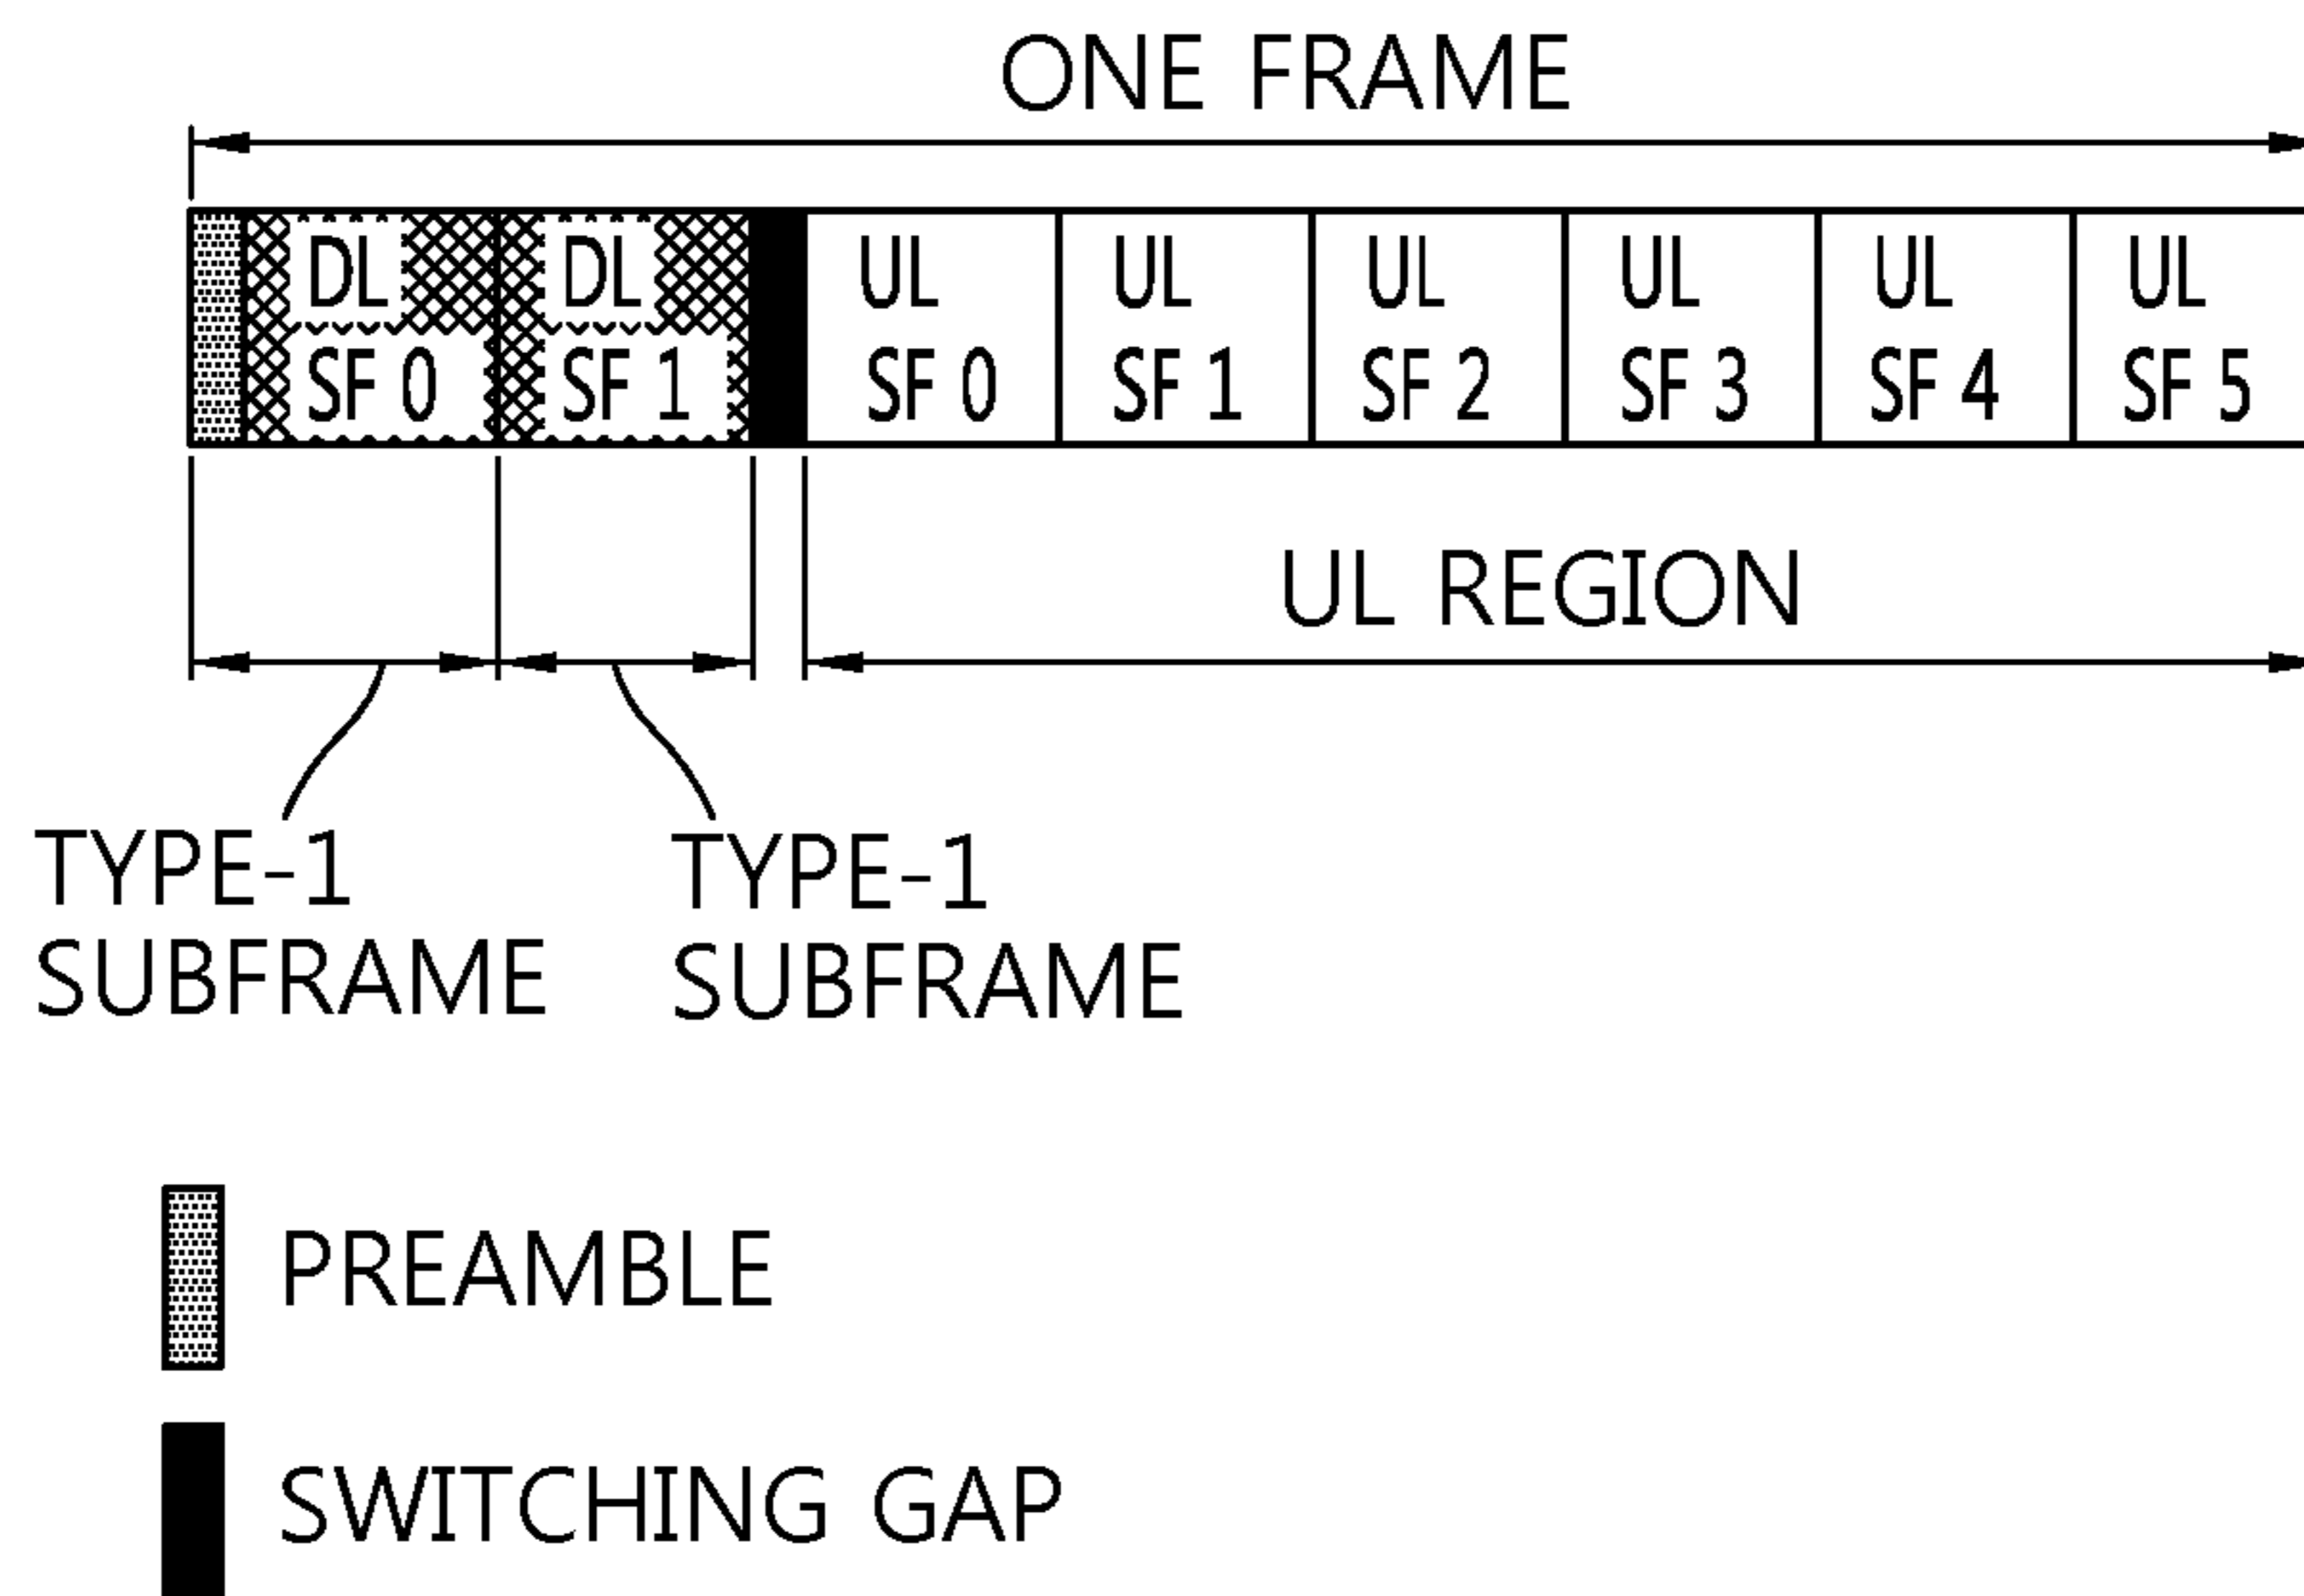 ONE FRAME
DL DL UL UL UL UL UL UL
SF 0 SF 1 SF 0 SF 1 SF 2 SF 3 SF 4 SF 5
UL REGION
TYPE-1 TYPE-1
SUBFRAME SUBFRAME
PREAMBLE
SWITCHING GAP